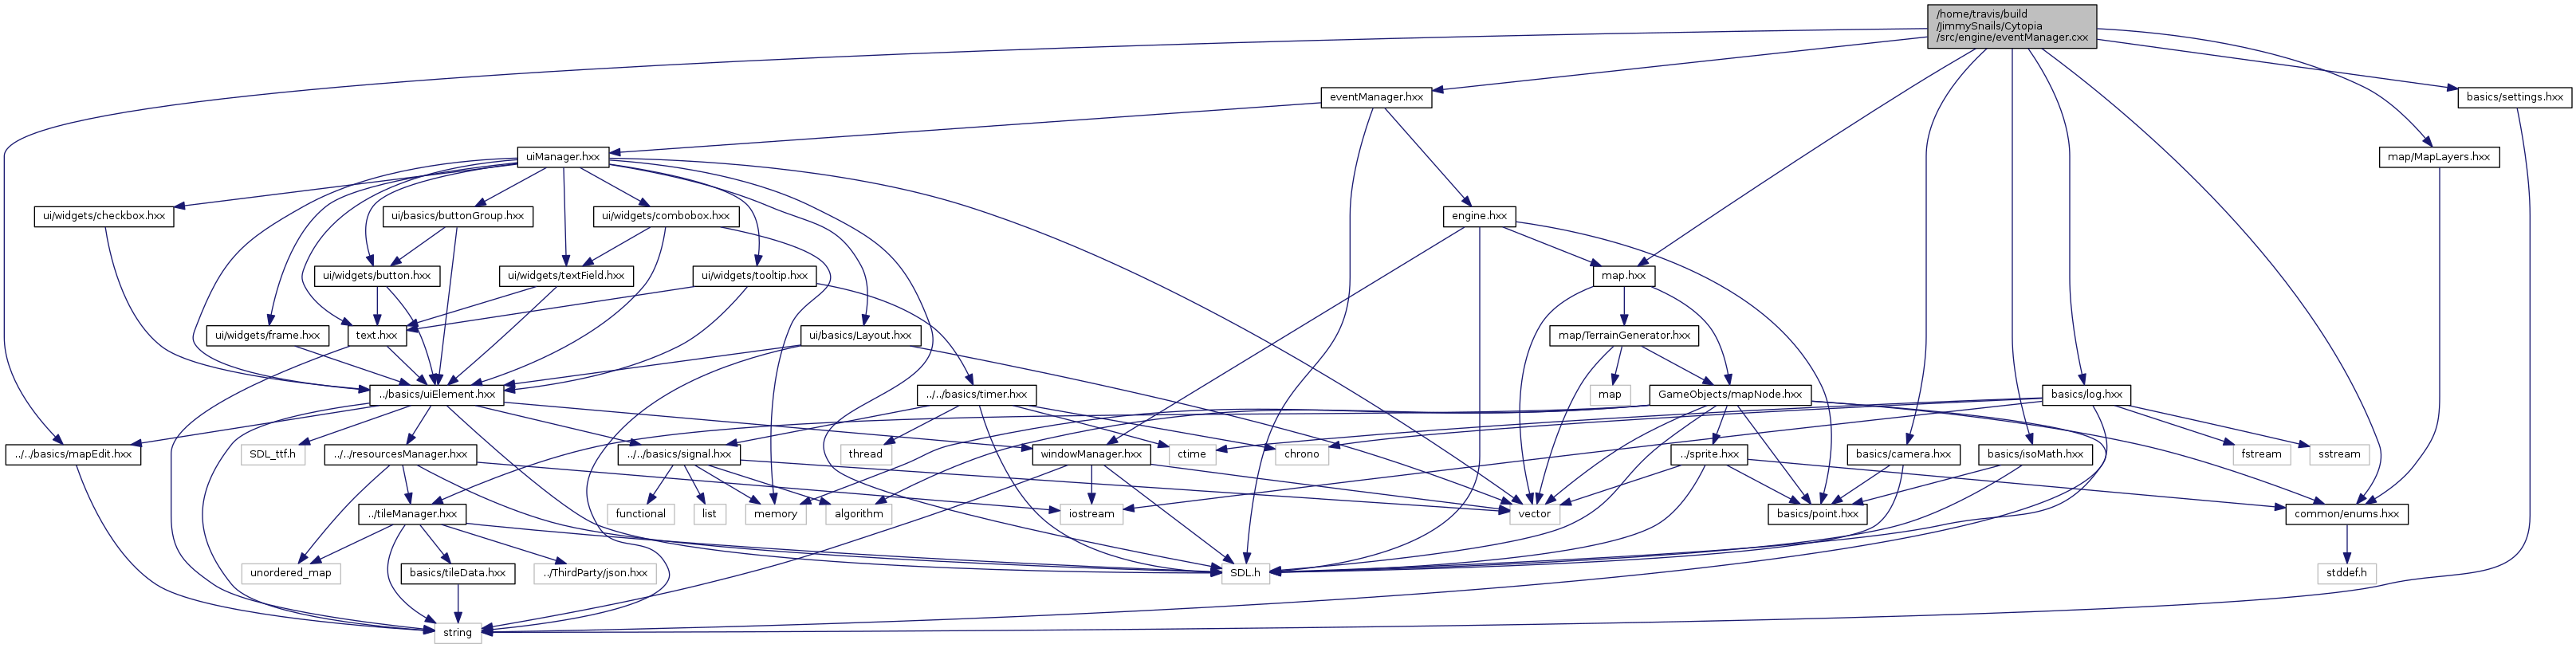 /home/travis/build
/JimmySnails/Cytopia
/src/engine/eventManager.cxx
eventManager.hxx
basics/settings.hxx
uiManager.hxx
map/MapLayers.hxx
ui/widgets/checkbox.hxx
ui/basics/buttonGroup.hxx
ui/widgets/combobox.hxx
engine.hxx
ui/widgets/button.hxx
ui/widgets/textField.hxx
ui/widgets/tooltip.hxx
map.hxx
ui/widgets/frame.hxx
text.hxx
ui/basics/Layout.hxx
map/TerrainGenerator.hxx
../basics/uiElement.hxx
../../basics/timer.hxx
map
GameObjects/mapNode.hxx
basics/log.hxx
../../basics/mapEdit.hxx
SDL_ttf.h
../../resourcesManager.hxx
../../basics/signal.hxx
thread
windowManager.hxx
ctime
chrono
../sprite.hxx
basics/camera.hxx
basics/isoMath.hxx
fstream
sstream
../tileManager.hxx
functional
list
memory
algorithm
iostream
vector
basics/point.hxx
common/enums.hxx
unordered_map
basics/tileData.hxx
../ThirdParty/json.hxx
SDL.h
stddef.h
string